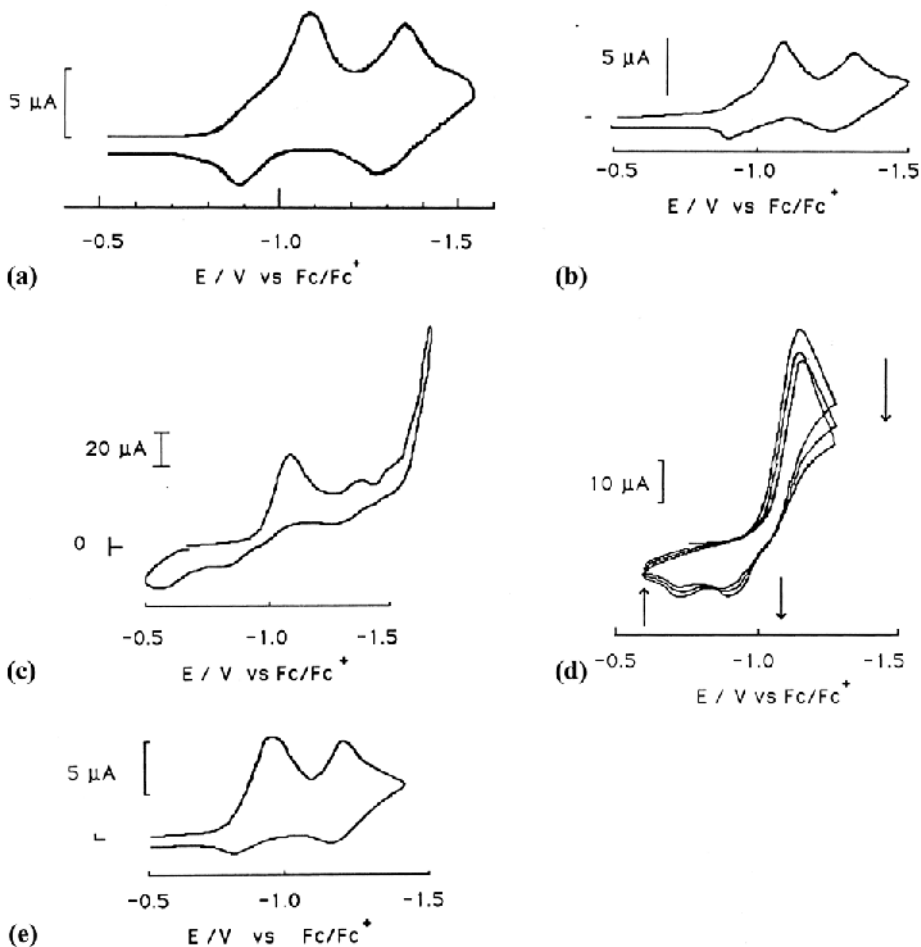 5 µA
-0.5 -1.0 -1.5
E / V vs Fc/Fc+
(a)
5 µA
-0.5 -1.0 -1.5
E / V vs Fc/Fc+
(b)
20 µA
0
-0.5 -1.0 -1.5
E / V vs Fc/Fc+
(c)
10 µA
-0.5 -1.0 -1.5
E / V vs Fc/Fc+
(d)
5 µA
-0.5 -1.0 -1.5
E / V vs Fc/Fc+
(e)